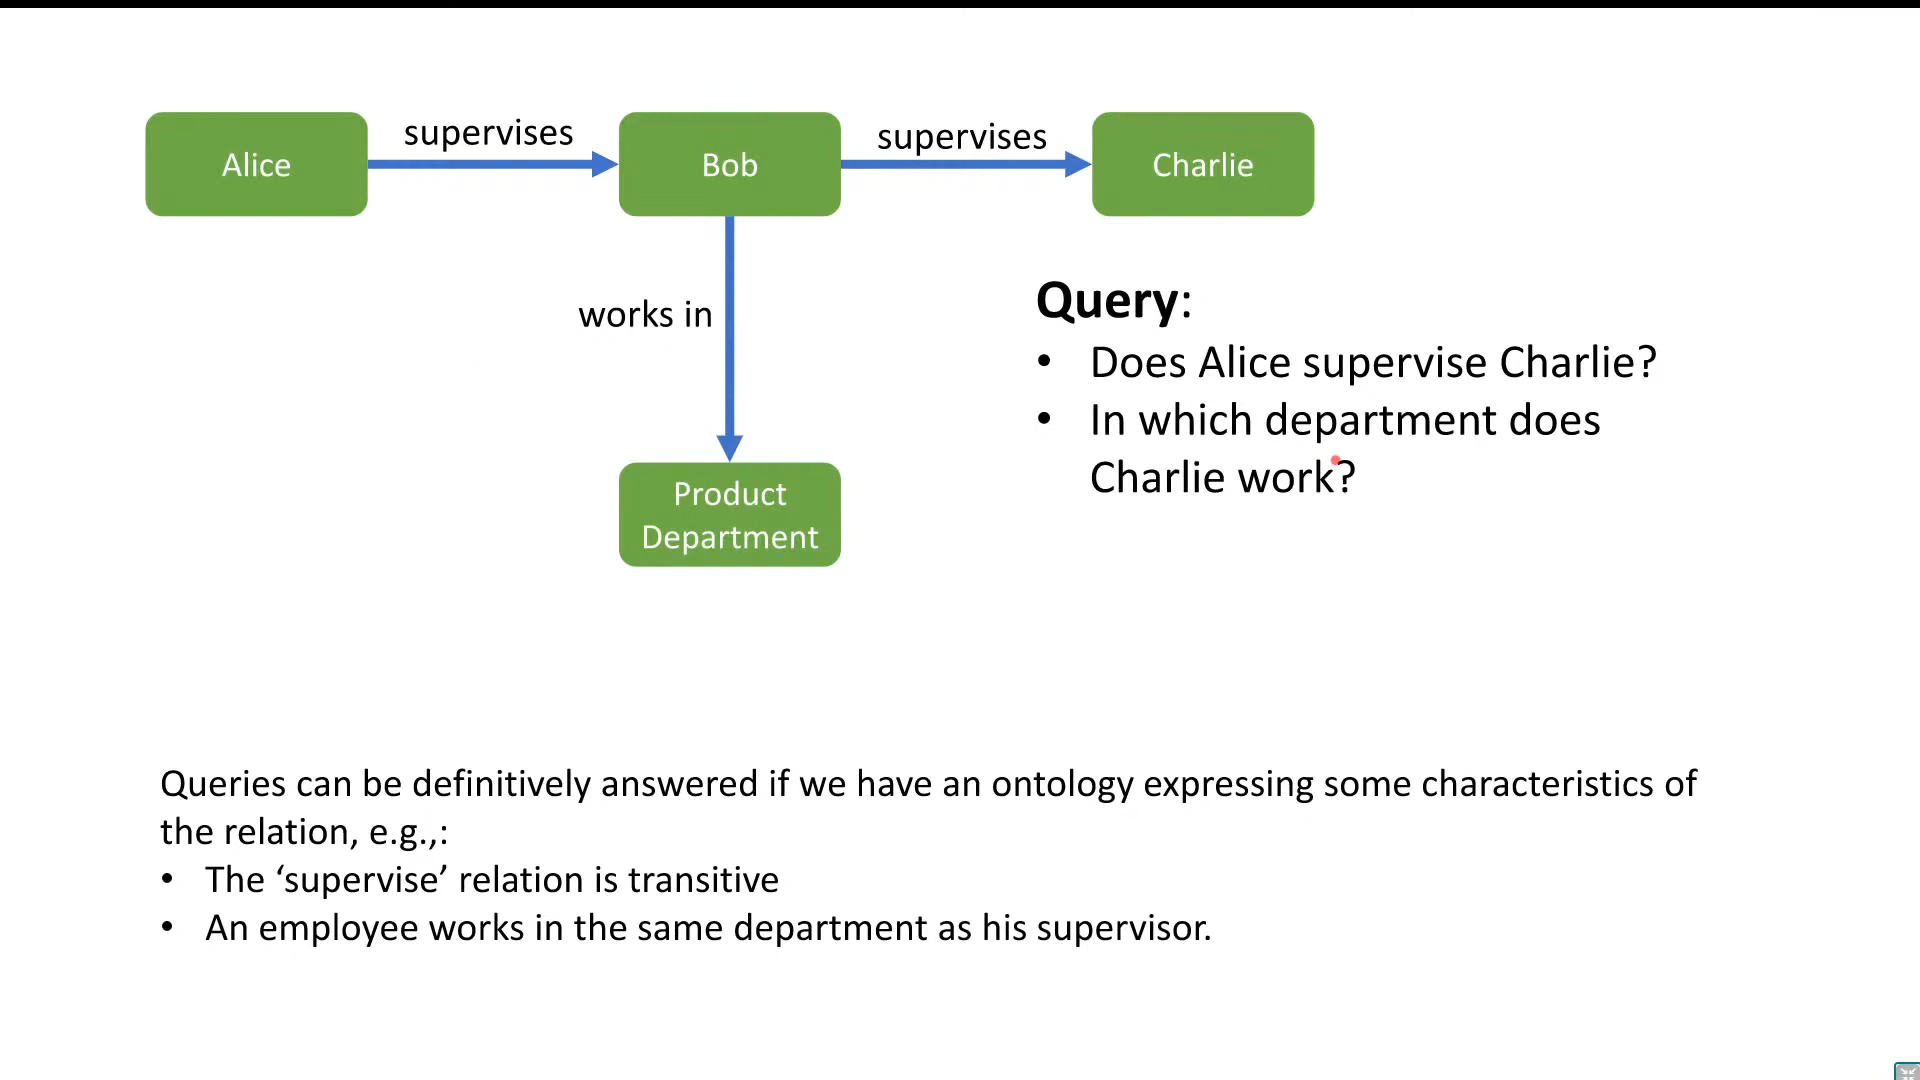 supervises
supervises
Alice
Bob
Charlie
works in
Query:
• Does Alice supervise Charlie?
• In which department does
Charlie work?
Product
Department
Queries can be definitively answered if we have an ontology expressing some characteristics of
the relation, e.g.,:
• The ‘supervise’ relation is transitive
• An employee works in the same department as his supervisor.